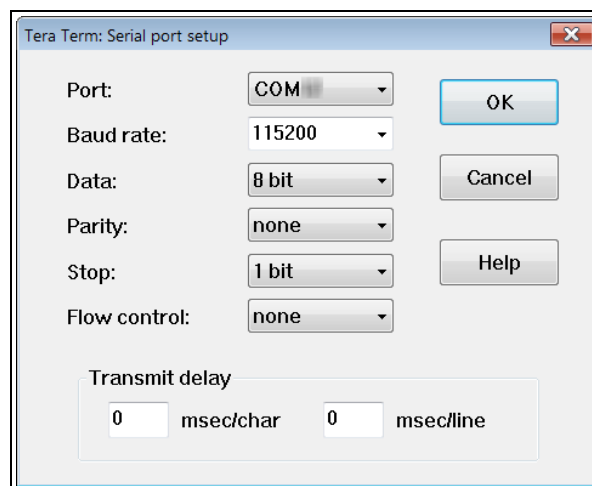 Tera Term: Serial port setup
Port: COM
OK
Baud rate: 115200
Data: 8 bit
Cancel
Parity: none
Stop: 1 bit
Help
Flow control: none
Transmit delay
0 msec/char 0 msec/line